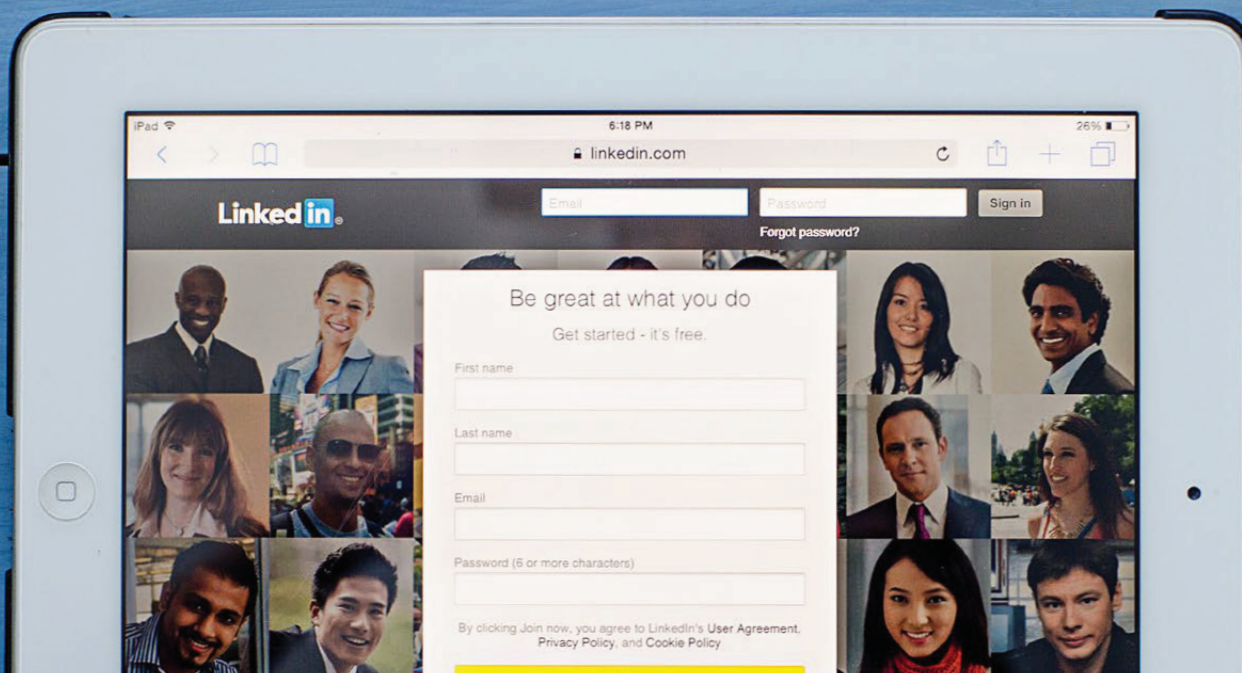 iPad 6:18 PM 26%
linkedin.com
Linked in®
Email Password Sign in
Forgot password?
Be great at what you do
Get started - it's free.
First name
Last name
Email
Password (6 or more characters)
By clicking Join now, you agree to LinkedIn's User Agreement,
Privacy Policy, and Cookie Policy